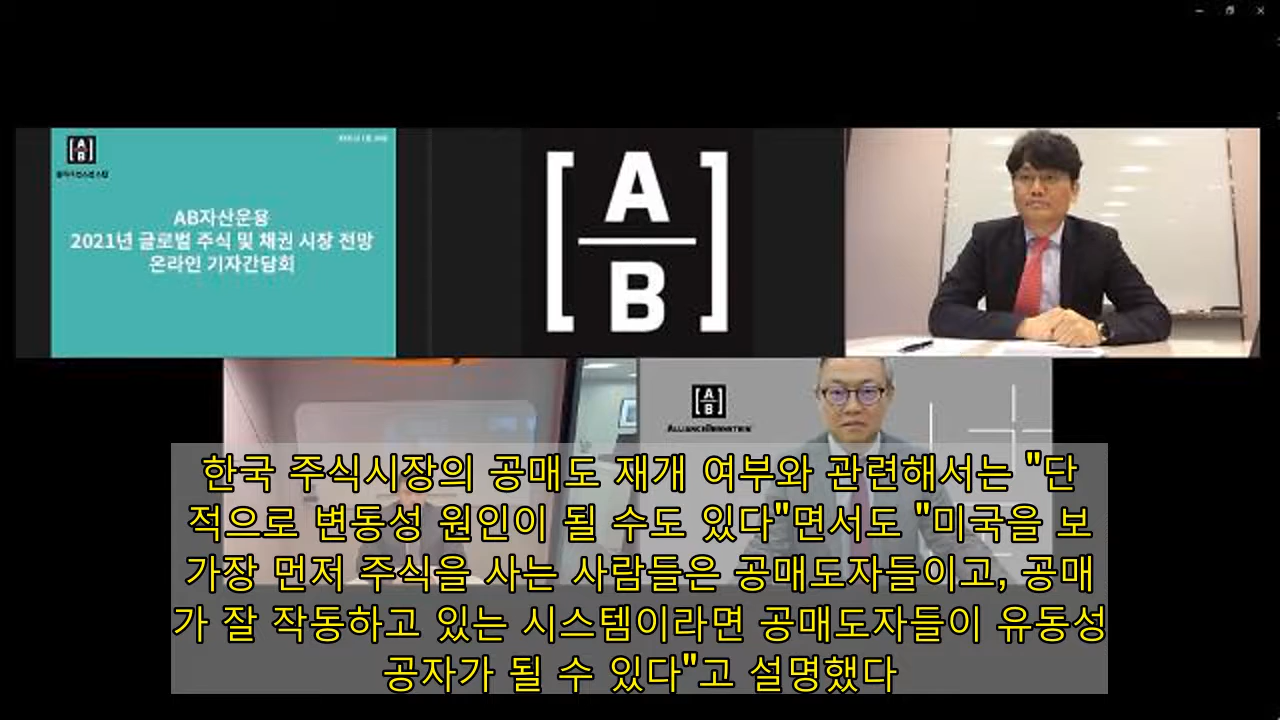 AB자산운용
2021년 글로벌 주식 및 채권 시장 전망
온라인 기자간담회
[A
B]
ALLIANCEBERNSTEIN
한국 주식시장의 공매도 재개 여부와 관련해서는 "단
적으로 변동성 원인이 될 수도 있다"면서도 "미국을 보
가장 먼저 주식을 사는 사람들은 공매도자들이고, 공매
가 잘 작동하고 있는 시스템이라면 공매도자들이 유동성
공자가 될 수 있다"고 설명했다